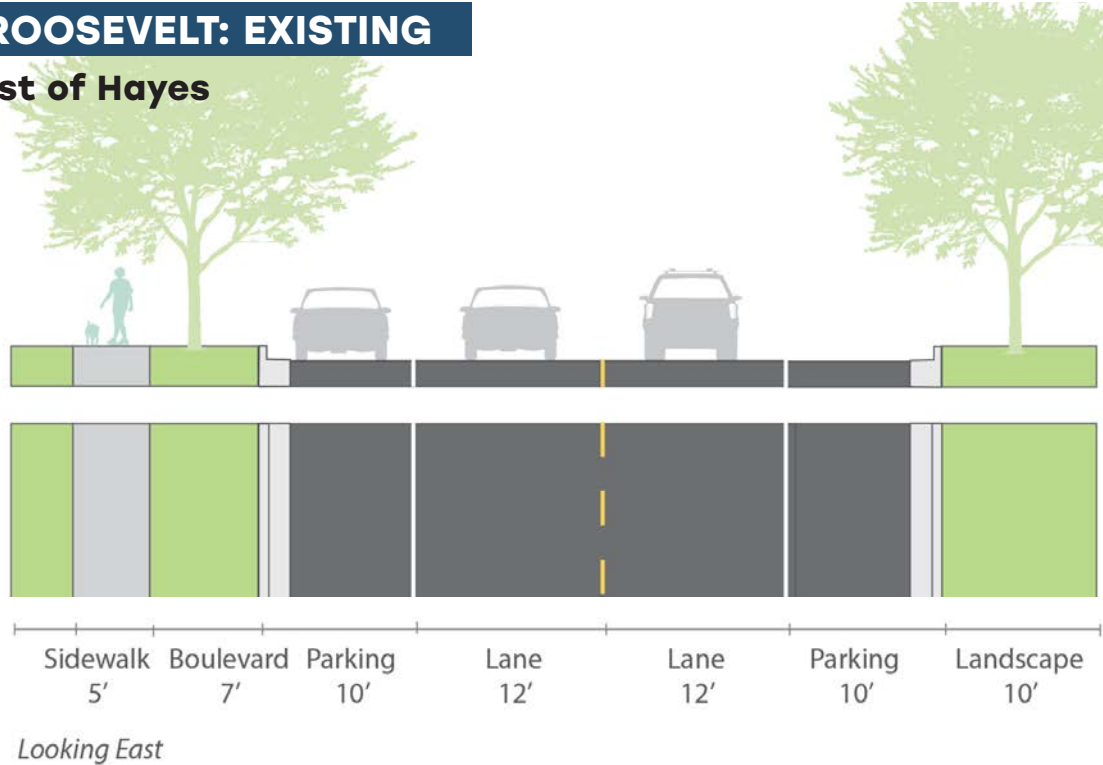 ROOSEVELT: EXISTING
st of Hayes
Sidewalk Boulevard Parking Lane Lane Parking Landscape
5′ 7′ 10′ 12′ 12′ 10′ 10′
Looking East